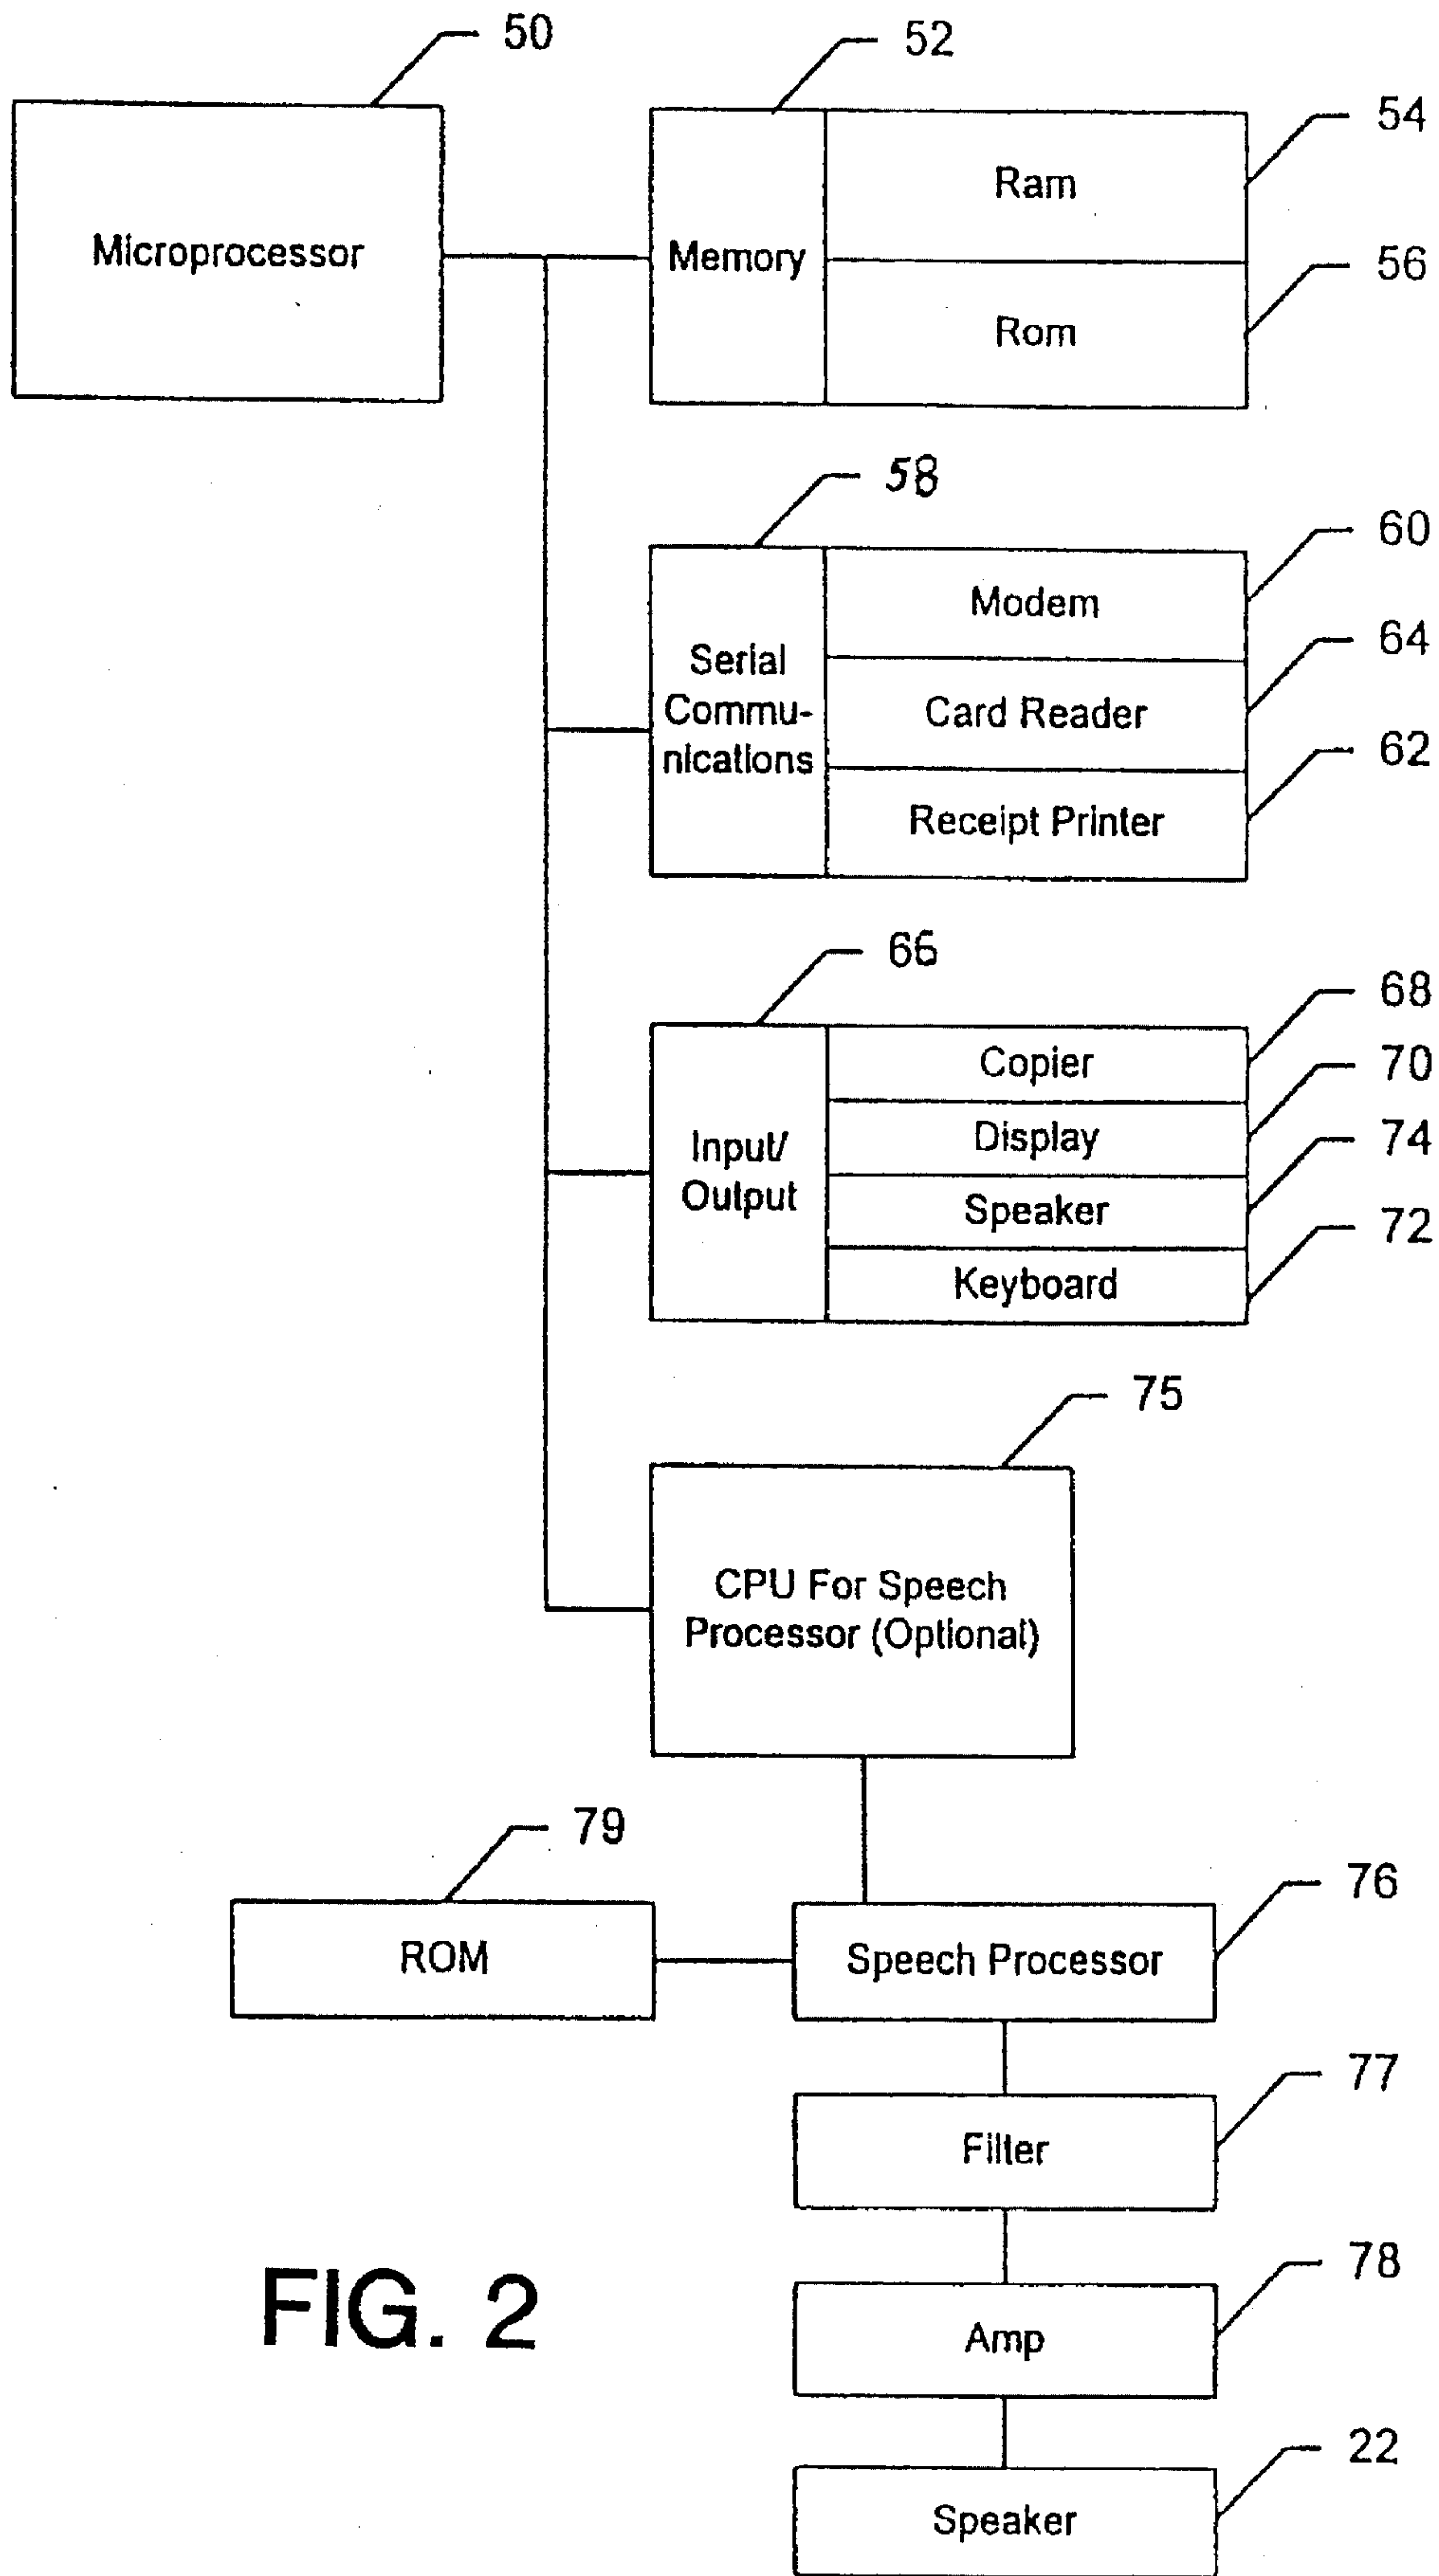 50
52
54
Microprocessor
Memory
Ram
56
Rom
58
60
Serial
Commu-
nications
Modem
64
Card Reader
62
Receipt Printer
66
68
Input/
Output
Copier
70
Display
74
Speaker
72
Keyboard
75
CPU For Speech
Processor (Optional)
79
ROM
76
Speech Processor
77
Filter
78
Amp
22
Speaker
FIG. 2